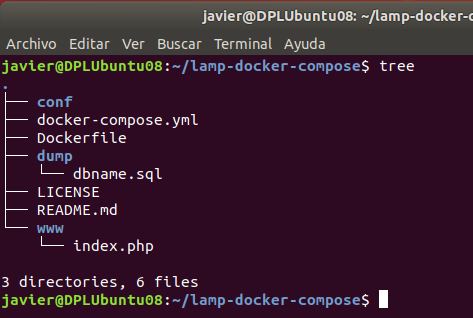 javier@DPLUbuntu08: ~/lamp-docker-co
Archivo Editar Ver Buscar Terminal Ayuda
javier@DPLUbuntu08:~/lamp-docker-compose$ tree
.
├── conf
├── docker-compose.yml
├── Dockerfile
├── dump
│   └── dbname.sql
├── LICENSE
├── README.md
└── www
    └── index.php

3 directories, 6 files
javier@DPLUbuntu08:~/lamp-docker-compose$